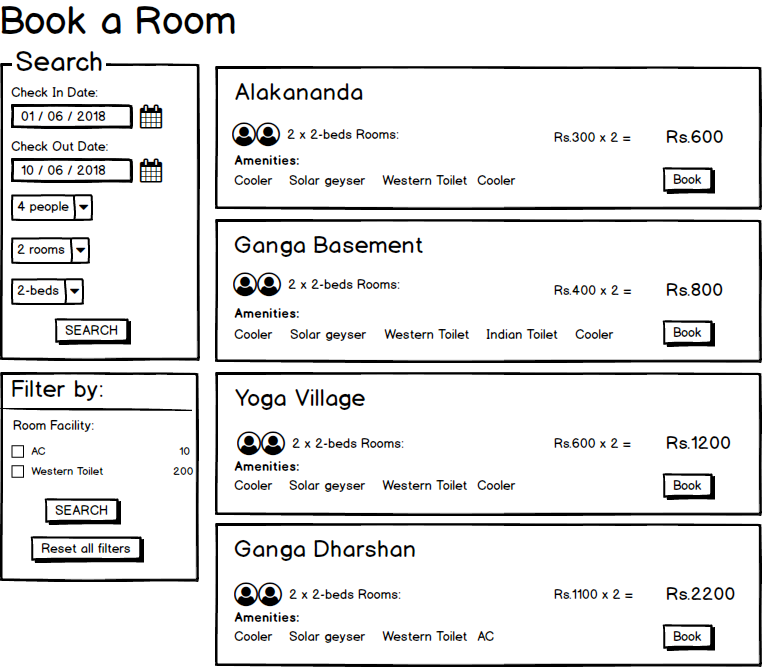 Book a Room
Search
Check In Date:
01 / 06 / 2018
Check Out Date:
10 / 06 / 2018
4 people
2 rooms
2-beds
SEARCH
Filter by:
Room Facility:
AC 10
Western Toilet 200
SEARCH
Reset all filters
Alakananda
2 x 2-beds Rooms: Rs.300 x 2 = Rs.600
Amenities:
Cooler Solar geyser Western Toilet Cooler
Book
Ganga Basement
2 x 2-beds Rooms: Rs.400 x 2 = Rs.800
Amenities:
Cooler Solar geyser Western Toilet Indian Toilet Cooler
Book
Yoga Village
2 x 2-beds Rooms: Rs.600 x 2 = Rs.1200
Amenities:
Cooler Solar geyser Western Toilet Cooler
Book
Ganga Dharshan
2 x 2-beds Rooms: Rs.1100 x 2 = Rs.2200
Amenities:
Cooler Solar geyser Western Toilet AC
Book